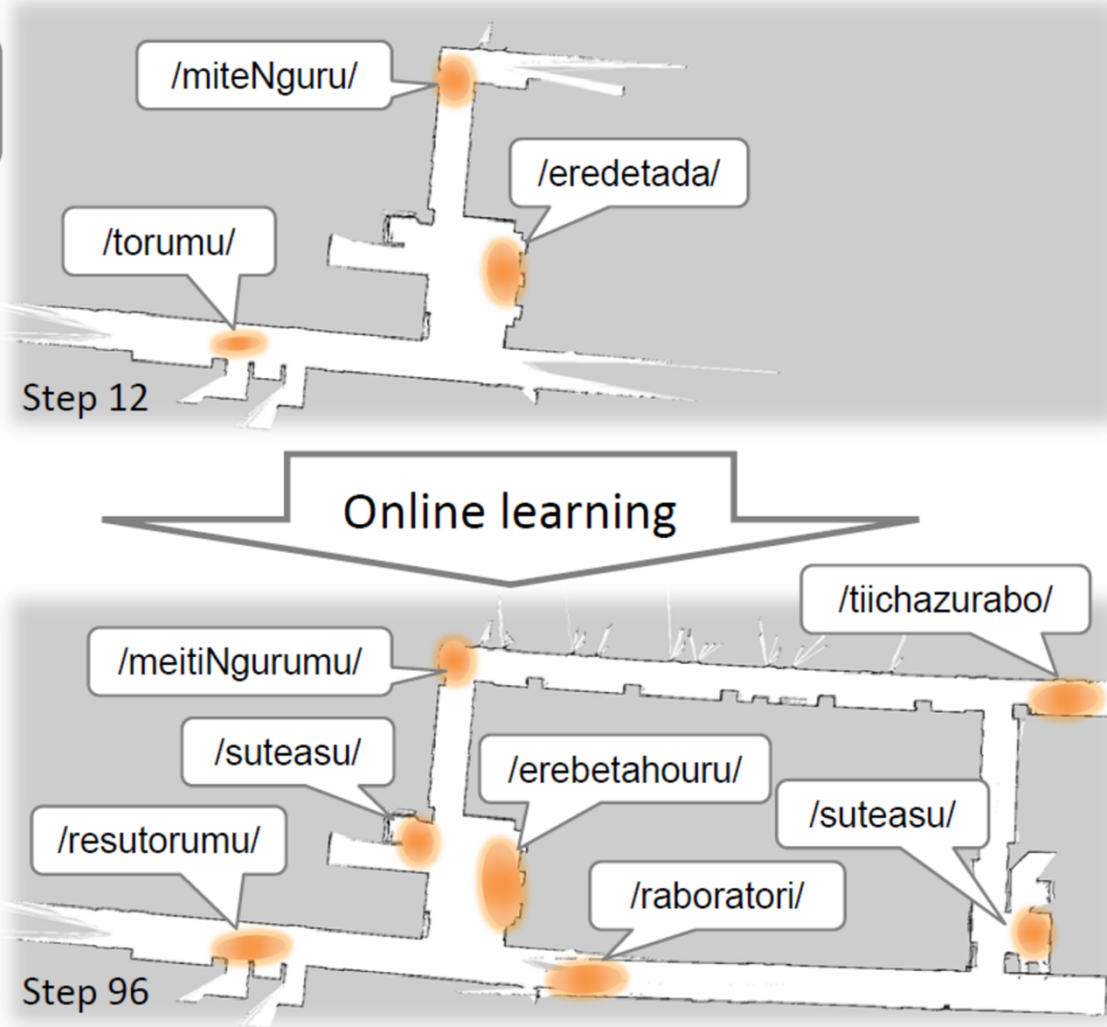 /miteNguru/
/eredetada/
/torumu/
Step 12
Online learning
/tiichazurabo/
/meitiNgurumu/
/suteasu/
/erebetahouru/
/suteasu/
/resutorumu/
/raboratori/
Step 96